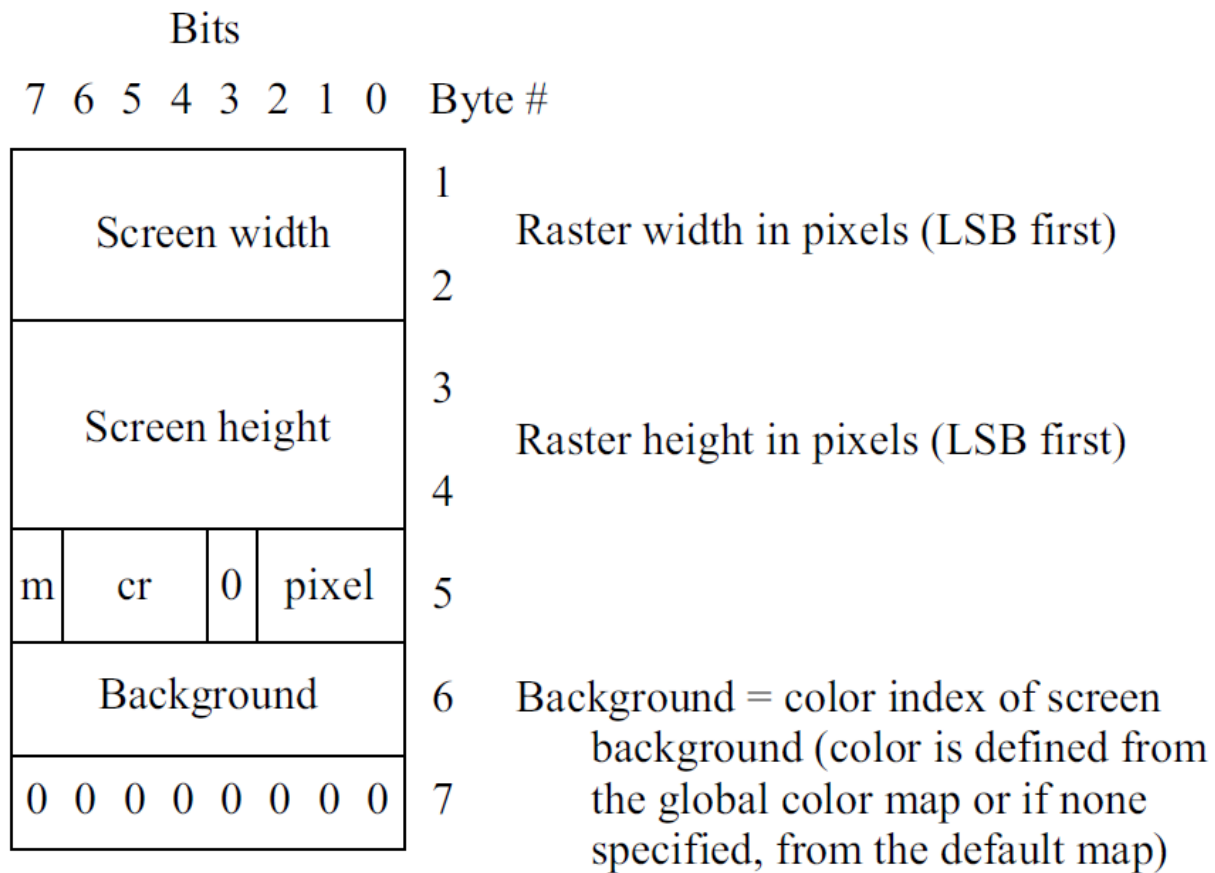 Bits
7 6 5 4 3 2 1 0 Byte #
1
Screen width Raster width in pixels (LSB first)
2
3
Screen height Raster height in pixels (LSB first)
4
m cr 0 pixel 5
Background 6 Background = color index of screen
background (color is defined from
0 0 0 0 0 0 0 0 7 the global color map or if none
specified, from the default map)